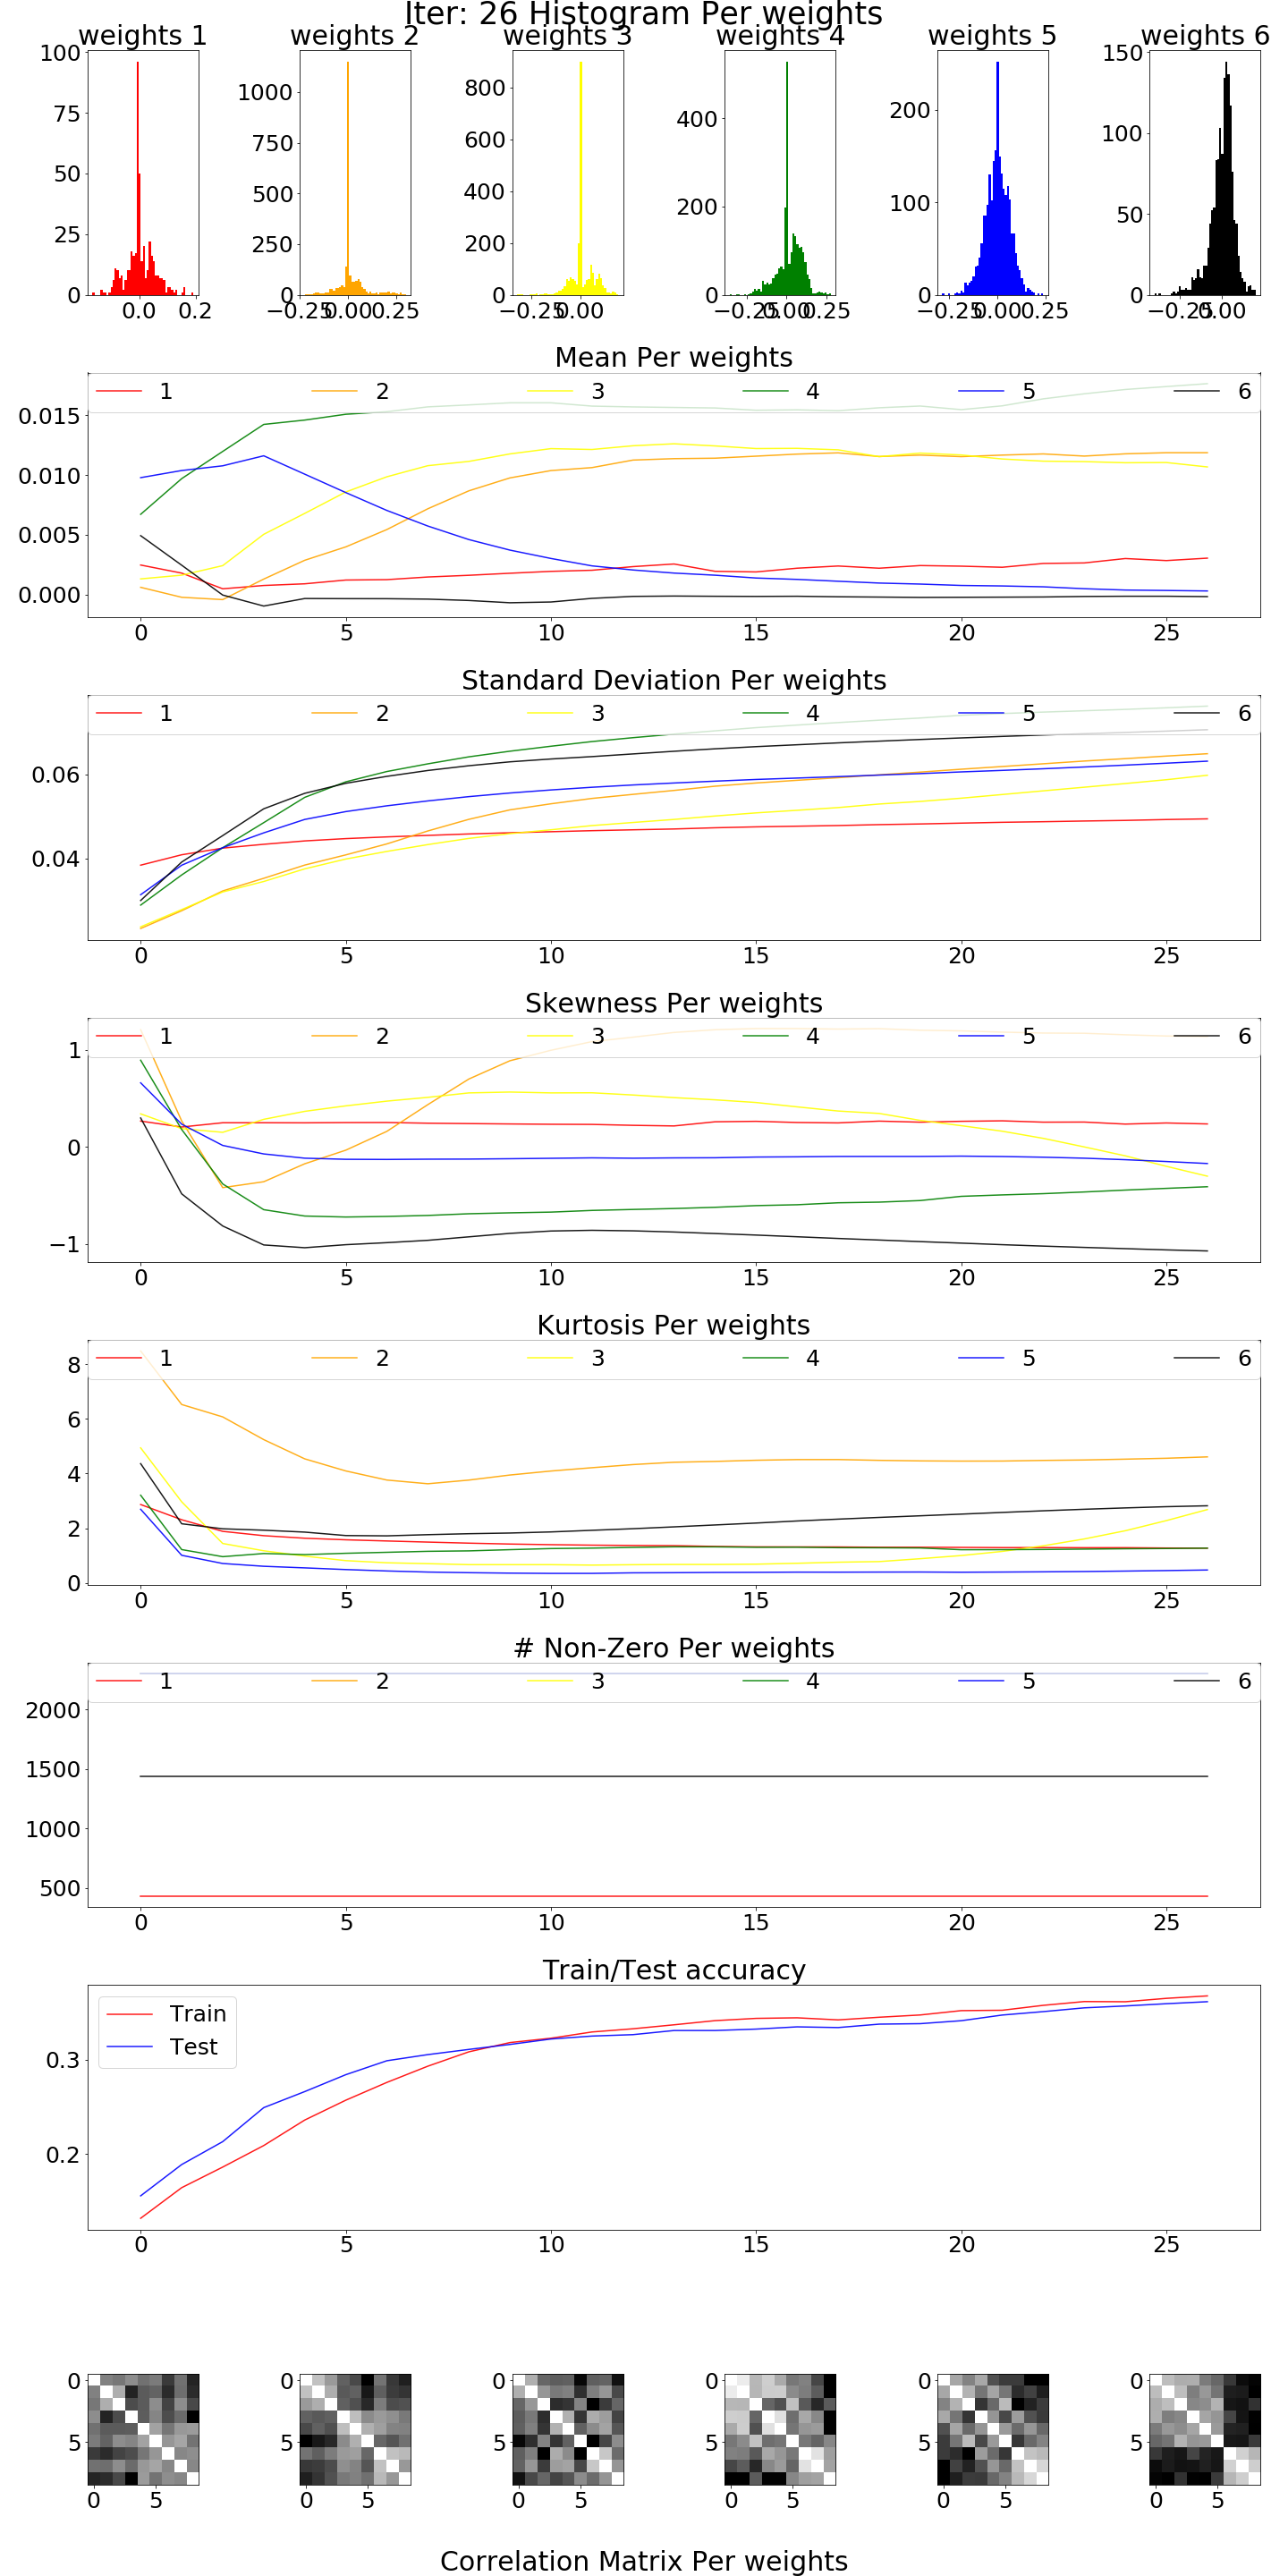 Iter: 26 Histogram Per weights
weights 1 weights 2 weights 3 weights 4 weights 5 weights 6
100
75
50
25
0
0.0 0.2
1000
750
500
250
0
−0.25 0.00 0.25
800
600
400
200
0
−0.25 0.00
400
200
0
−0.25 0.00 0.25
200
100
0
−0.25 0.00 0.25
150
100
50
0
−0.25 0.00
Mean Per weights
1 2 3 4 5 6
0.015
0.010
0.005
0.000
0 5 10 15 20 25
Standard Deviation Per weights
1 2 3 4 5 6
0.06
0.04
0 5 10 15 20 25
Skewness Per weights
1 2 3 4 5 6
1
0
−1
0 5 10 15 20 25
Kurtosis Per weights
1 2 3 4 5 6
8
6
4
2
0
0 5 10 15 20 25
# Non-Zero Per weights
1 2 3 4 5 6
2000
1500
1000
500
0 5 10 15 20 25
Train/Test accuracy
Train
Test
0.3
0.2
0 5 10 15 20 25
0 0 0 0 0 0
5 5 5 5 5 5
0 5 0 5 0 5 0 5 0 5 0 5
Correlation Matrix Per weights